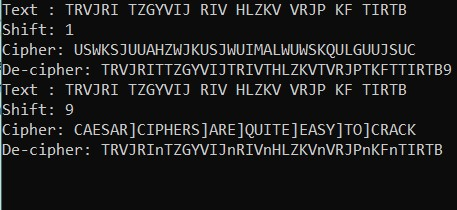 Text : TRVJRI TZGYVIJ RIV HLZKV VRJP KF TIRTB
Shift: 1
Cipher: USWKSJUUAHZWJKUSJWUIMALWUWSKQULGUUJSUC
De-cipher: TRVJRITTZGYVIJTRIVTHLZKVTVRJPTKFTTIRTB9
Text : TRVJRI TZGYVIJ RIV HLZKV VRJP KF TIRTB
Shift: 9
Cipher: CAESAR]CIPHERS]ARE]QUITE]EASY]TO]CRACK
De-cipher: TRVJRInTZGYVIJnRIVnHLZKVnVRJPnKFnTIRTB